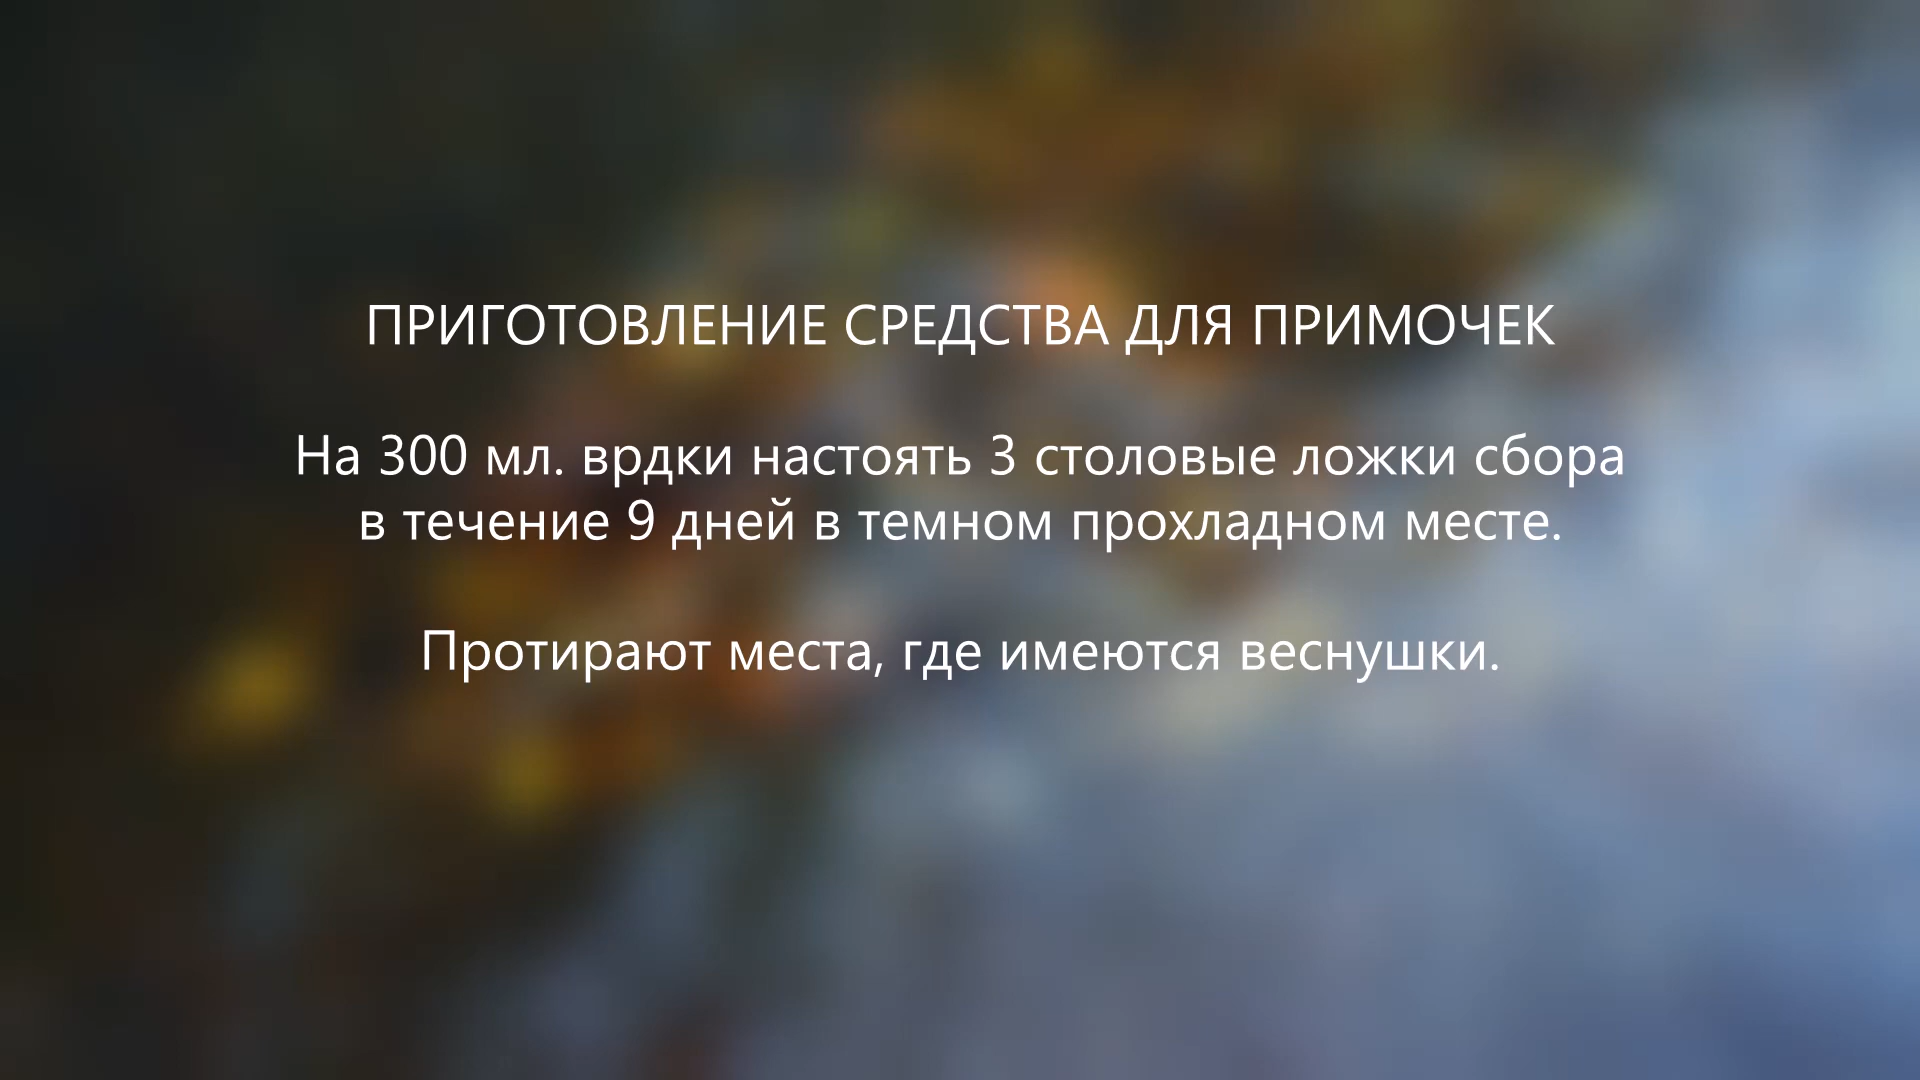 ПРИГОТОВЛЕНИЕ СРЕДСТВА ДЛЯ ПРИМОЧЕК
На 300 мл. врдки настоять 3 столовые ложки сбора
в течение 9 дней в темном прохладном месте.
Протирают места, где имеются веснушки.